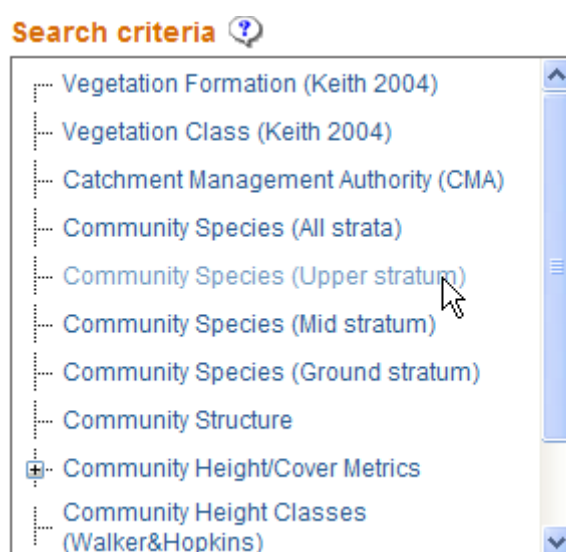 Search criteria
Vegetation Formation (Keith 2004)
Vegetation Class (Keith 2004)
Catchment Management Authority (CMA)
Community Species (All strata)
Community Species (Upper stratum)
Community Species (Mid stratum)
Community Species (Ground stratum)
Community Structure
Community Height/Cover Metrics
Community Height Classes
(Walker&Hopkins)